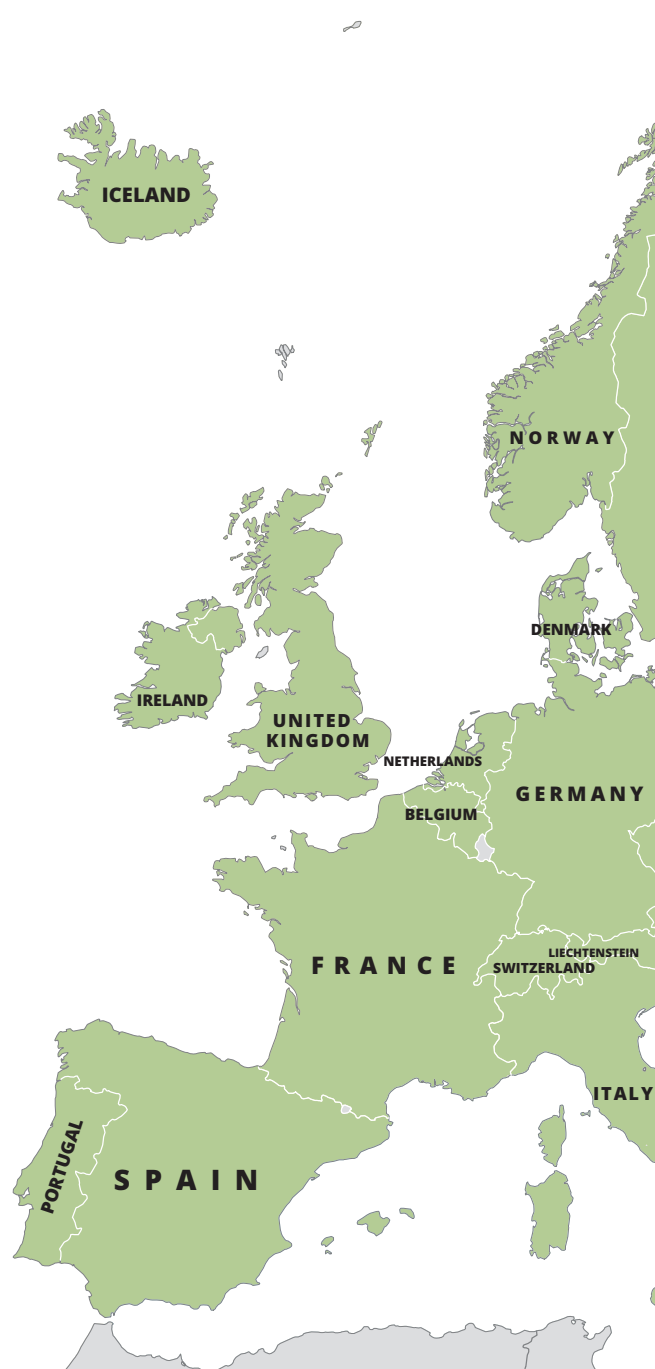 ICELAND
NORWAY
DENMARK
IRELAND
UNITED
KINGDOM
NETHERLANDS
GERMANY
BELGIUM
LIECHTENSTEIN
FRANCE
SWITZERLAND
ITALY
PORTUGAL
SPAIN